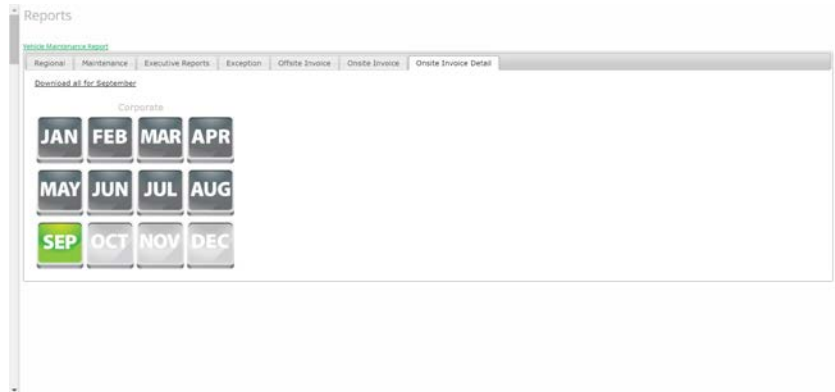 Reports
Vehicle Maintenance Report
Regional Maintenance Executive Reports Exception Offsite Invoice Onsite Invoice Onsite Invoice Detail
Download all for September
Corporate
JAN FEB MAR APR
MAY JUN JUL AUG
SEP OCT NOV DEC